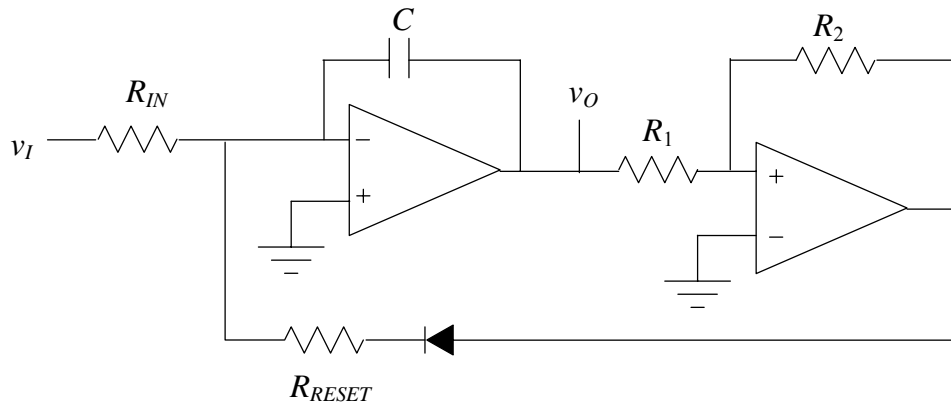 C
R2
RIN
vO
R1
vI
−
+
+
−
RRESET